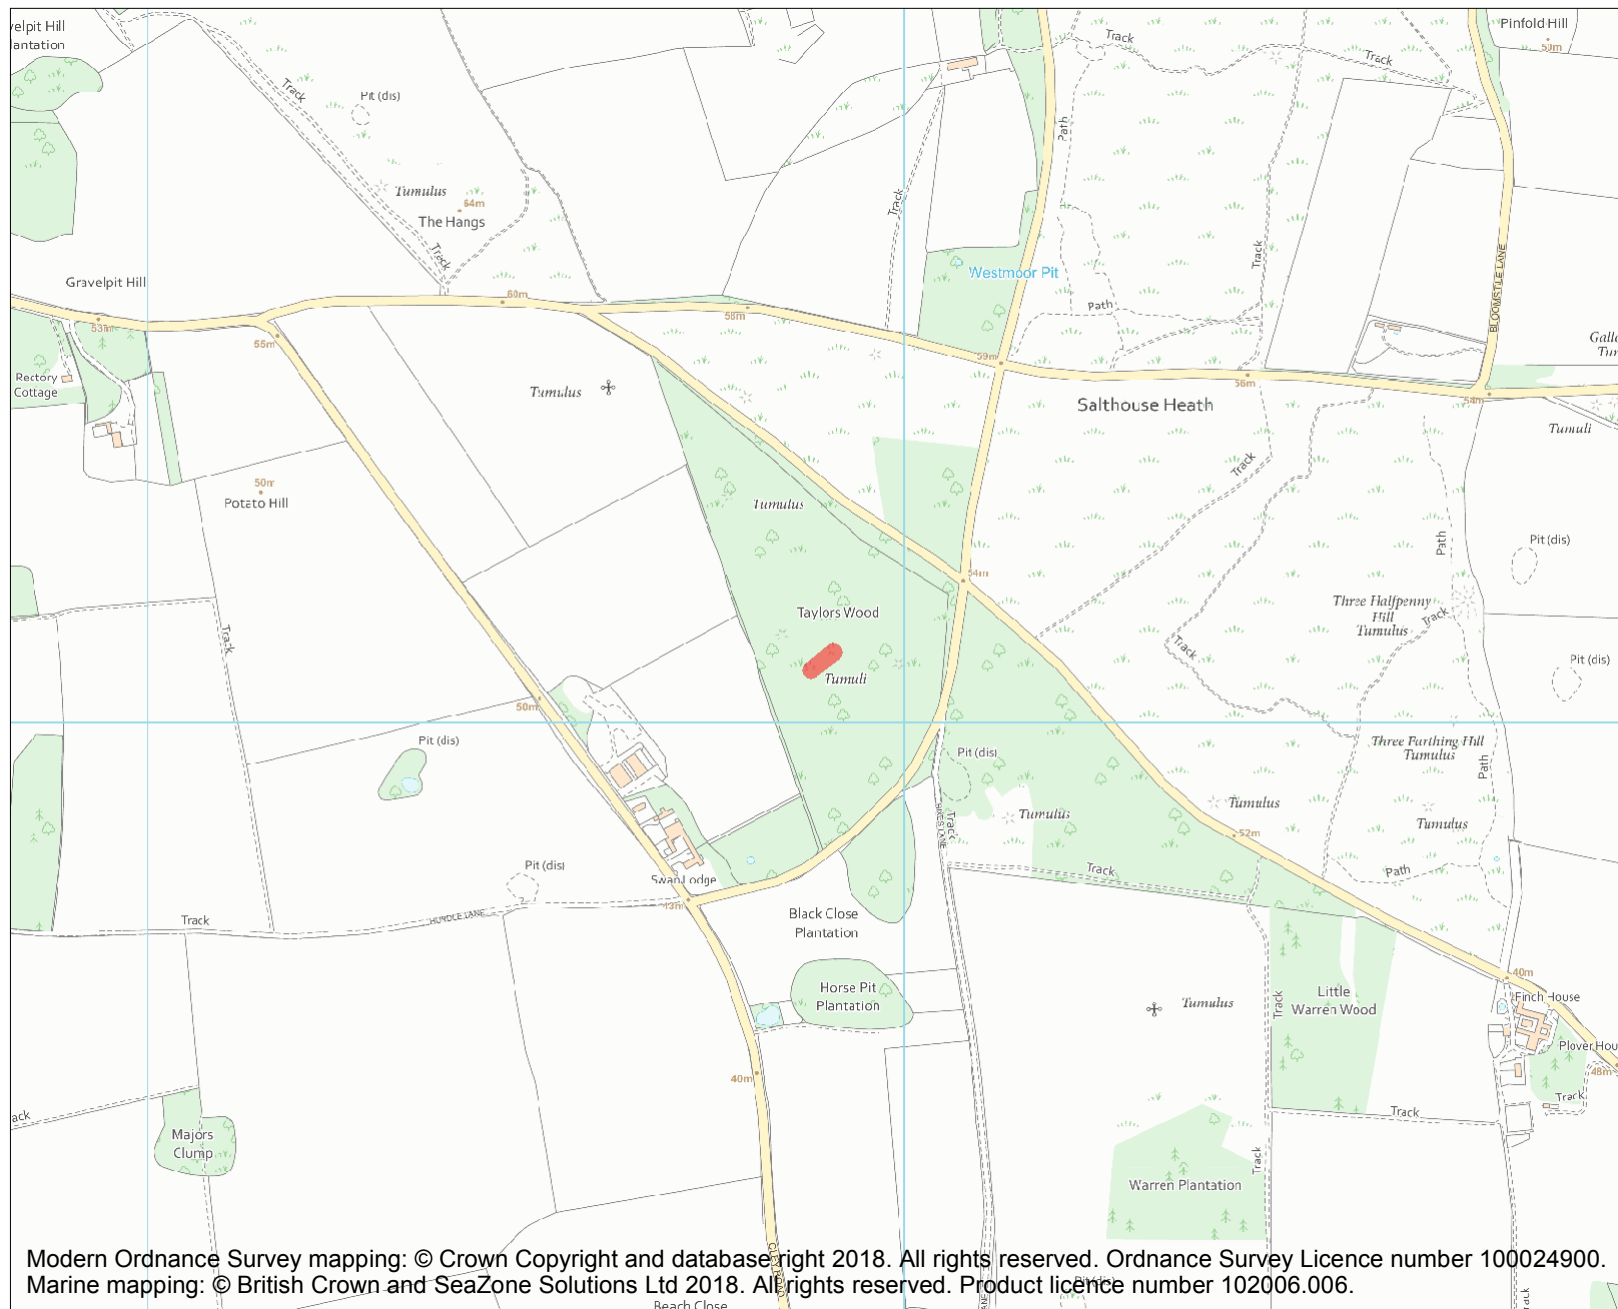 velpit Hill
lantation
Track
Pit (dis)
Tumulus
64m
The Hangs
Track
Gravelpit Hill
53m
55m
60m
58m
Rectory
Cottage
50m
Potato Hill
Tumulus
Track
Track
Track
Pinfold Hill
50m
Path
Westmoor Pit
Track
Path
BLOOMSTILE LANE
59m
56m
54m
Salthouse Heath
Tumuli
Track
Tumulus
54m
Taylors Wood
Tumuli
Path
Pit (dis)
Three Halfpenny
Hill
Tumulus
Track
Track
Pit (dis)
Track
50m
Pit (dis)
Pit (dis)
Three Farthing Hill
Tumulus
Path
Tumulus
Tumulus
Tumulus
52m
Track
Track
Path
Pit (dis)
Swan Lodge
43m
Track
HUNDLE LANE
Black Close
Plantation
Horse Pit
Plantation
40m
Tumulus
Track
Little
Warren Wood
40m
Finch House
Plover Hou
48m
Track
Track
ack
Majors
Clump
Warren Plantation
Track
Modern Ordnance Survey mapping: © Crown Copyright and database right 2018. All rights reserved. Ordnance Survey Licence number 100024900.
Marine mapping: © British Crown and SeaZone Solutions Ltd 2018. All rights reserved. Product licence number 102006.006.
Beach Close